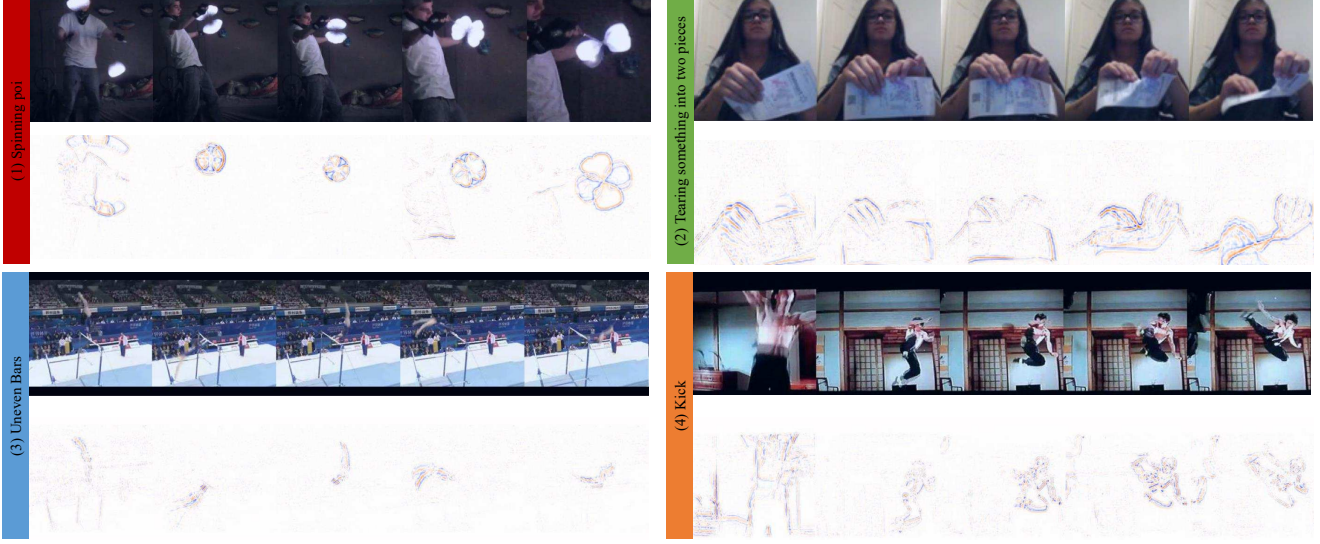 (1) Spinning poi
(2) Tearing something into two pieces
(3) Uneven Bars
(4) Kick